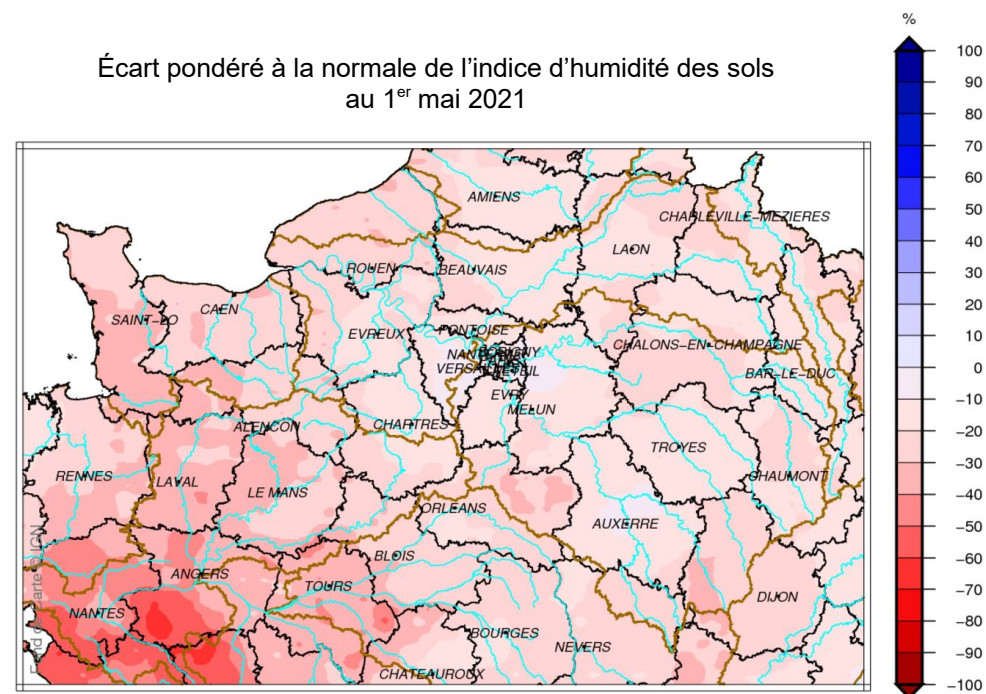 %
Écart pondéré à la normale de l’indice d’humidité des sols
au 1er mai 2021
100
90
80
70
60
50
40
30
20
10
0
−10
−20
−30
−40
−50
−60
−70
−80
−90
−100
AMIENS
CHARLEVILLE−MEZIERES
LAON
ROUEN
BEAUVAIS
CAEN
SAINT−LO
EVREUX
PONTOISE
CHALONS−EN−CHAMPAGNE
BAR−LE−DUC
EVRY
MELUN
ALENCON
CHARTRES
TROYES
RENNES
LAVAL
LE MANS
CHAUMONT
ORLEANS
AUXERRE
BLOIS
ANGERS
TOURS
DIJON
NANTES
BOURGES
NEVERS
CHATEAUROUX